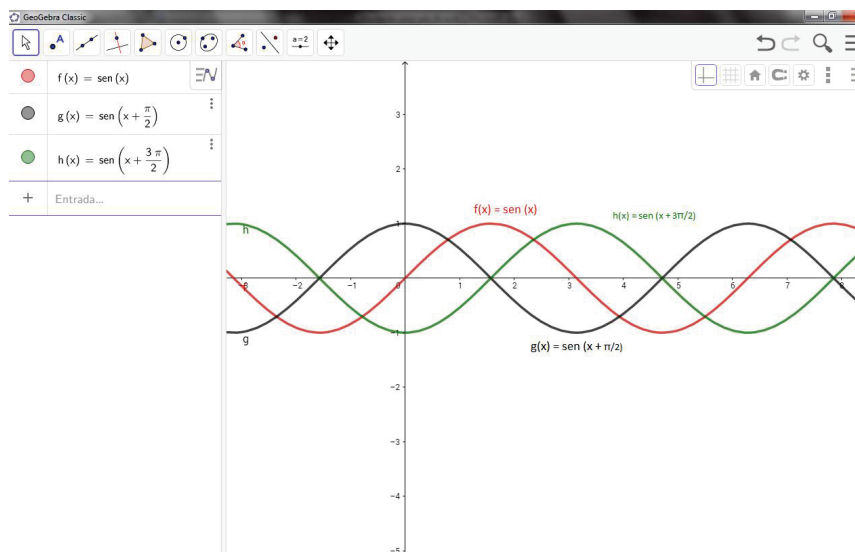 GeoGebra Classic
A
a=2
f(x) = sen(x)
g(x) = sen(x + π/2)
h(x) = sen(x + 3π/2)
+ Entrada...
3
2
f(x) = sen (x)
h(x) = sen (x + 3π/2)
1
h
-3 -2 -1 0 1 2 3 4 5 6 7 8
-1
g
g(x) = sen (x + π/2)
-2
-3
-4
-5